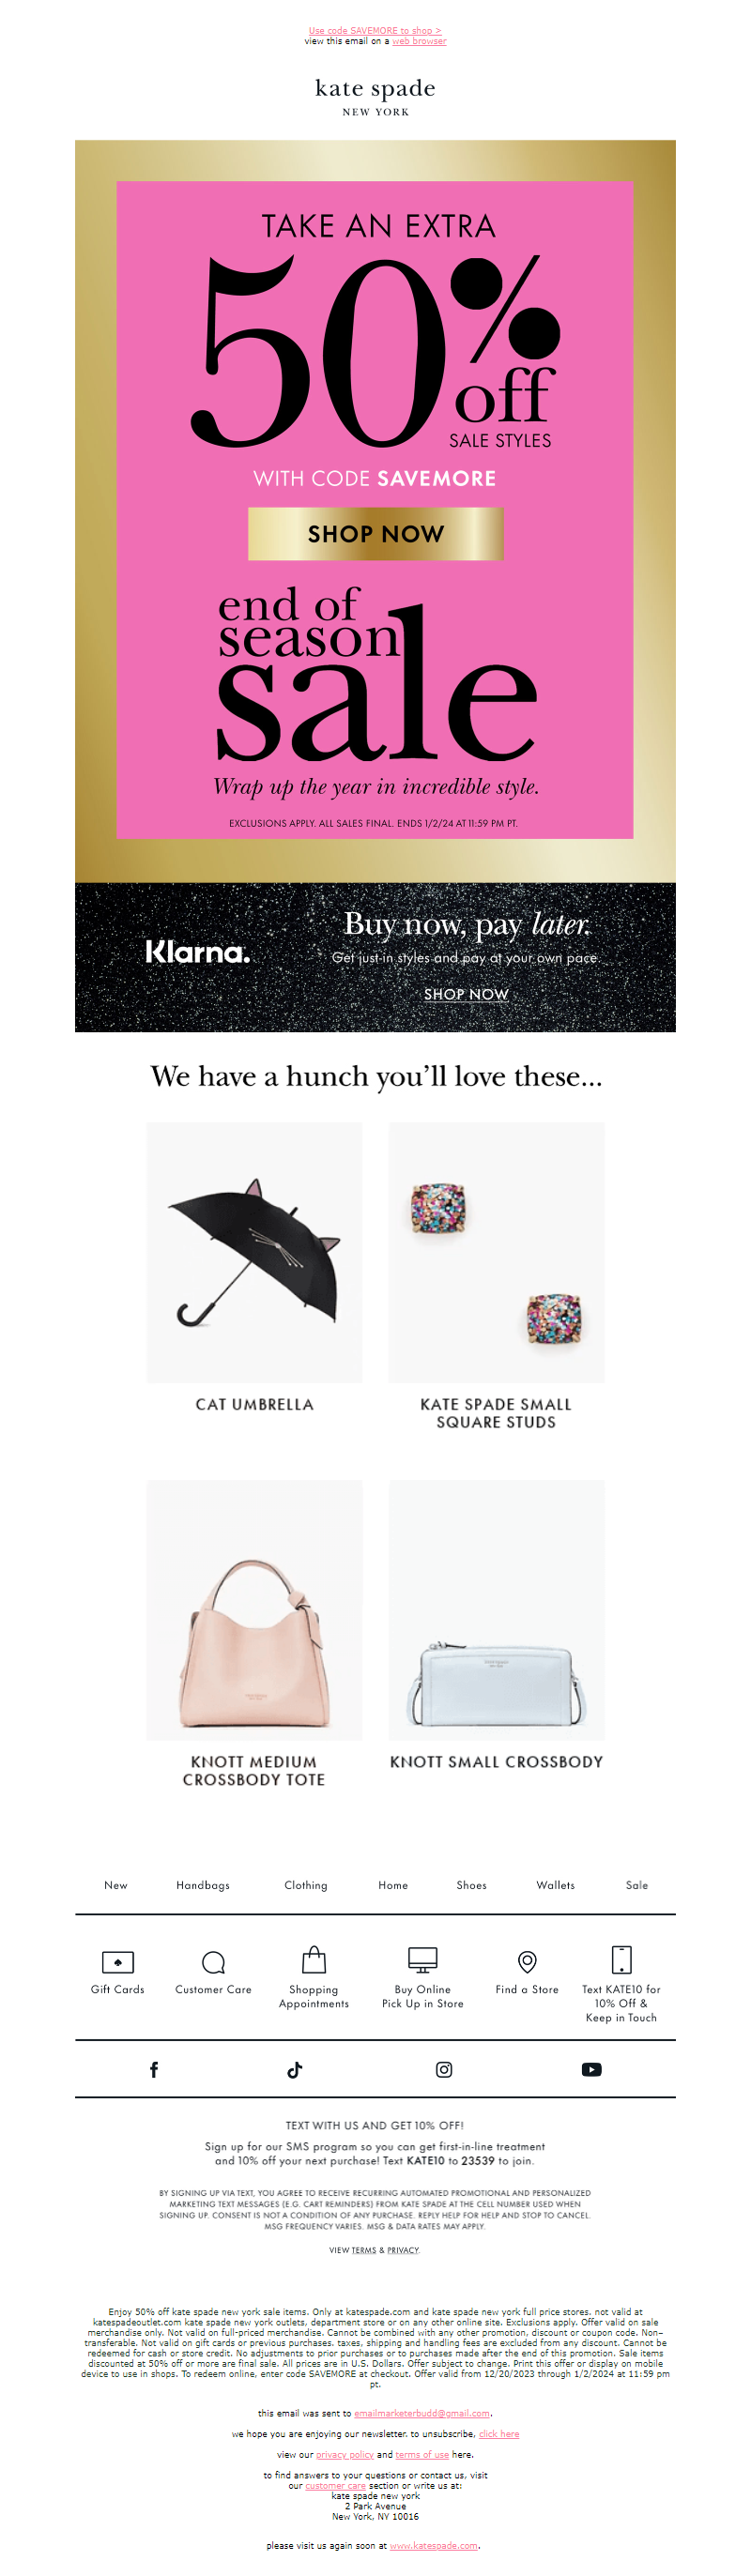 Use code SAVEMORE to shop >
view this email on a web browser
kate spade
NEW YORK
TAKE AN EXTRA
50%
off
SALE STYLES
WITH CODE SAVEMORE
SHOP NOW
end of
season
sale
Wrap up the year in incredible style.
EXCLUSIONS APPLY. ALL SALES FINAL. ENDS 1/2/24 AT 11:59 PM PT.
Klarna.
Buy now, pay later.
Get just-in styles and pay at your own pace.
SHOP NOW
We have a hunch you'll love these...
CAT UMBRELLA
KATE SPADE SMALL
SQUARE STUDS
KNOTT MEDIUM
CROSSBODY TOTE
KNOTT SMALL CROSSBODY
New Handbags Clothing Home Shoes Wallets Sale
Gift Cards
Customer Care
Shopping
Appointments
Buy Online
Pick Up in Store
Find a Store
Text KATE10 for
10% Off &
Keep in Touch
TEXT WITH US AND GET 10% OFF!
Sign up for our SMS program so you can get first-in-line treatment
and 10% off your next purchase! Text KATE10 to 23539 to join.
BY SIGNING UP VIA TEXT, YOU AGREE TO RECEIVE RECURRING AUTOMATED PROMOTIONAL AND PERSONALIZED
MARKETING TEXT MESSAGES (E.G. CART REMINDERS) FROM KATE SPADE AT THE CELL NUMBER USED WHEN
SIGNING UP. CONSENT IS NOT A CONDITION OF ANY PURCHASE. REPLY HELP FOR HELP AND STOP TO CANCEL.
MSG FREQUENCY VARIES. MSG & DATA RATES MAY APPLY.
VIEW TERMS & PRIVACY.
Enjoy 50% off kate spade new york sale items. Only at katespade.com and kate spade new york full price stores. not valid at
katespadeoutlet.com kate spade new york outlets, department store or on any other online site. Exclusions apply. Offer valid on sale
merchandise only. Not valid on full-priced merchandise. Cannot be combined with any other promotion, discount or coupon code. Non-
transferable. Not valid on gift cards or previous purchases. taxes, shipping and handling fees are excluded from any discount. Cannot be
redeemed for cash or store credit. No adjustments to prior purchases or to purchases made after the end of this promotion. Sale items
discounted at 50% off or more are final sale. All prices are in U.S. Dollars. Offer subject to change. Print this offer or display on mobile
device to use in shops. To redeem online, enter code SAVEMORE at checkout. Offer valid from 12/20/2023 through 1/2/2024 at 11:59 pm
pt.
this email was sent to emailmarketerbudd@gmail.com.
we hope you are enjoying our newsletter. to unsubscribe, click here
view our privacy policy and terms of use here.
to find answers to your questions or contact us, visit
our customer care section or write us at:
kate spade new york
2 Park Avenue
New York, NY 10016
please visit us again soon at www.katespade.com.